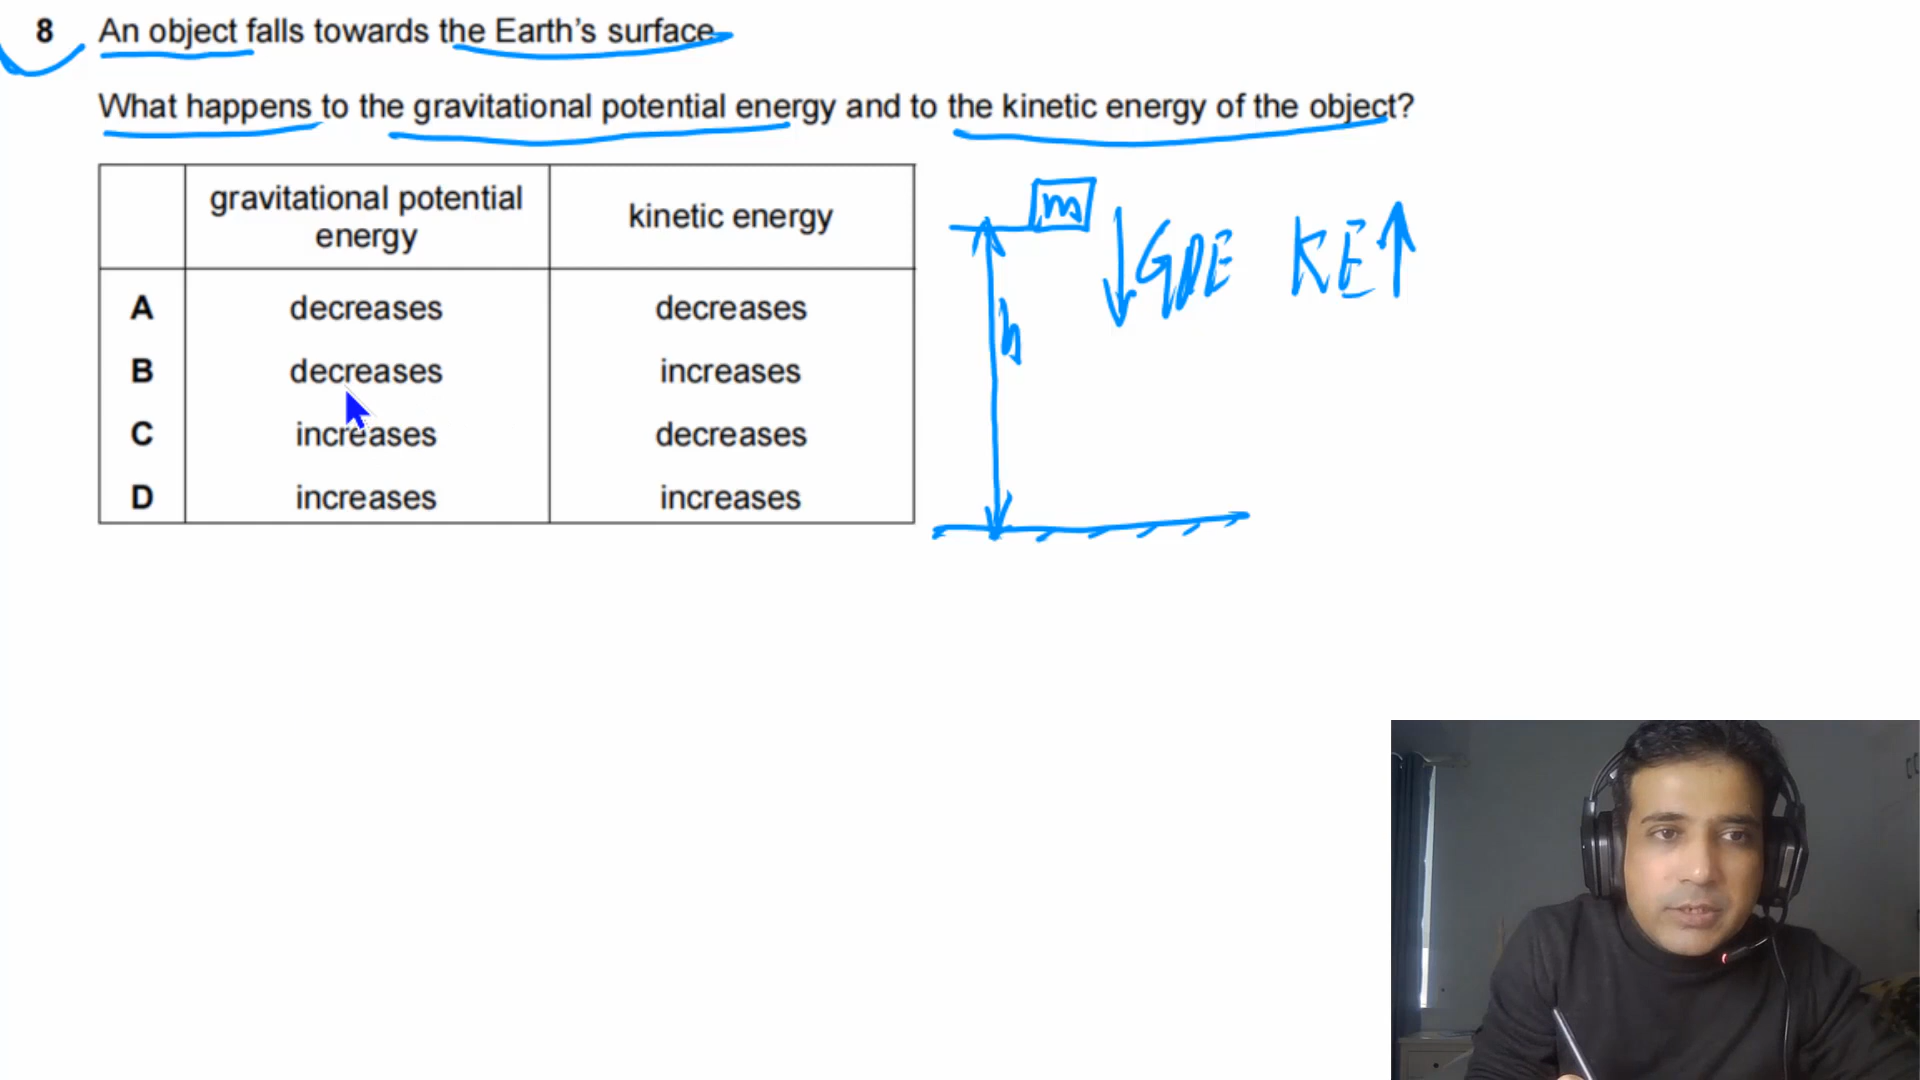 8 An object falls towards the Earth's surface.
What happens to the gravitational potential energy and to the kinetic energy of the object?
gravitational potential energy kinetic energy
A decreases decreases
B decreases increases
C increases decreases
D increases increases
m
↓GPE KE↑
h